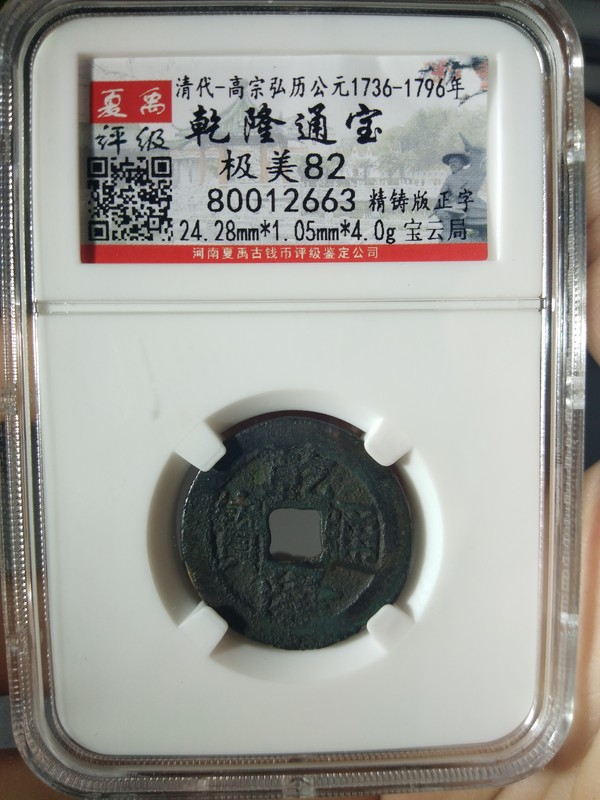 夏禹
评级
清代-高宗弘历公元1736-1796年
乾隆通宝
极美82
80012663 精铸版正字
24.28mm*1.05mm*4.0g 宝云局
河南夏禹古钱币评级鉴定公司